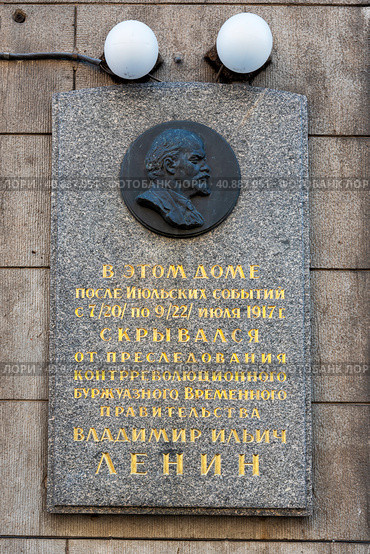 В ЭТОМ ДОМЕ
ПОСЛЕ ИЮЛЬСКИХ СОБЫТИЙ
С 7/20/ ПО 9/22/ ИЮЛЯ 1917 Г.
СКРЫВАЛСЯ
ОТ ПРЕСЛЕДОВАНИЯ
КОНТРРЕВОЛЮЦИОННОГО
БУРЖУАЗНОГО ВРЕМЕННОГО
ПРАВИТЕЛЬСТВА
ВЛАДИМИР ИЛЬИЧ
ЛЕНИН